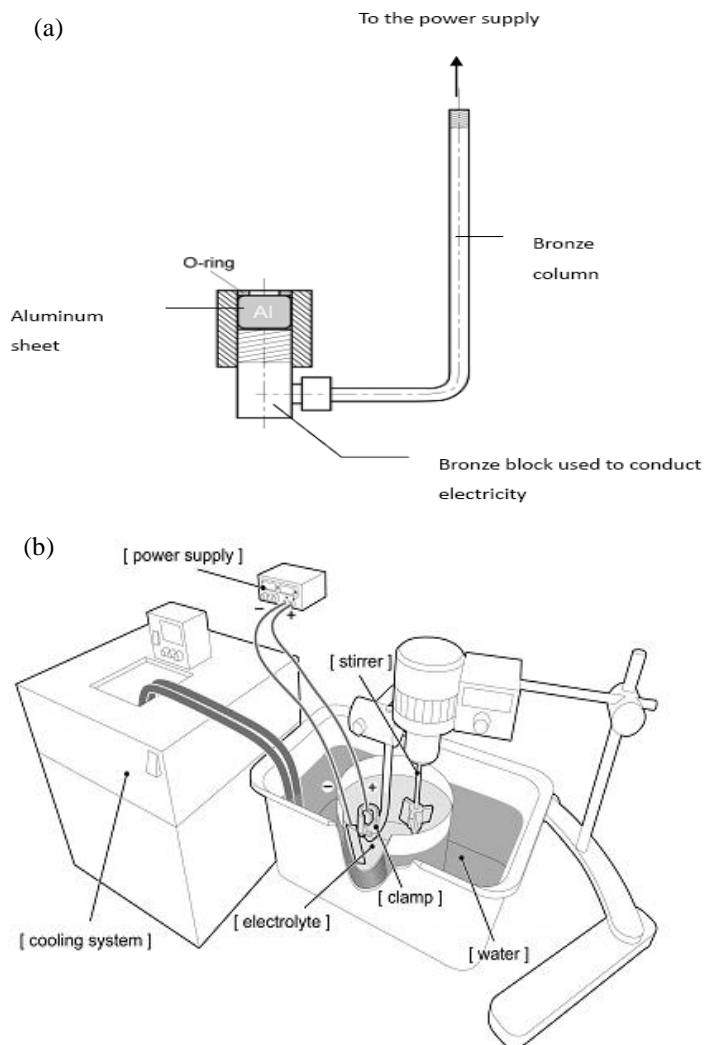 (a)
To the power supply
Bronze
column
O-ring
Al
Aluminum
sheet
Bronze block used to conduct
electricity
(b)
[ power supply ]
− +
[ stirrer ]
− +
[ clamp ]
[ electrolyte ]
[ cooling system ]
[ water ]